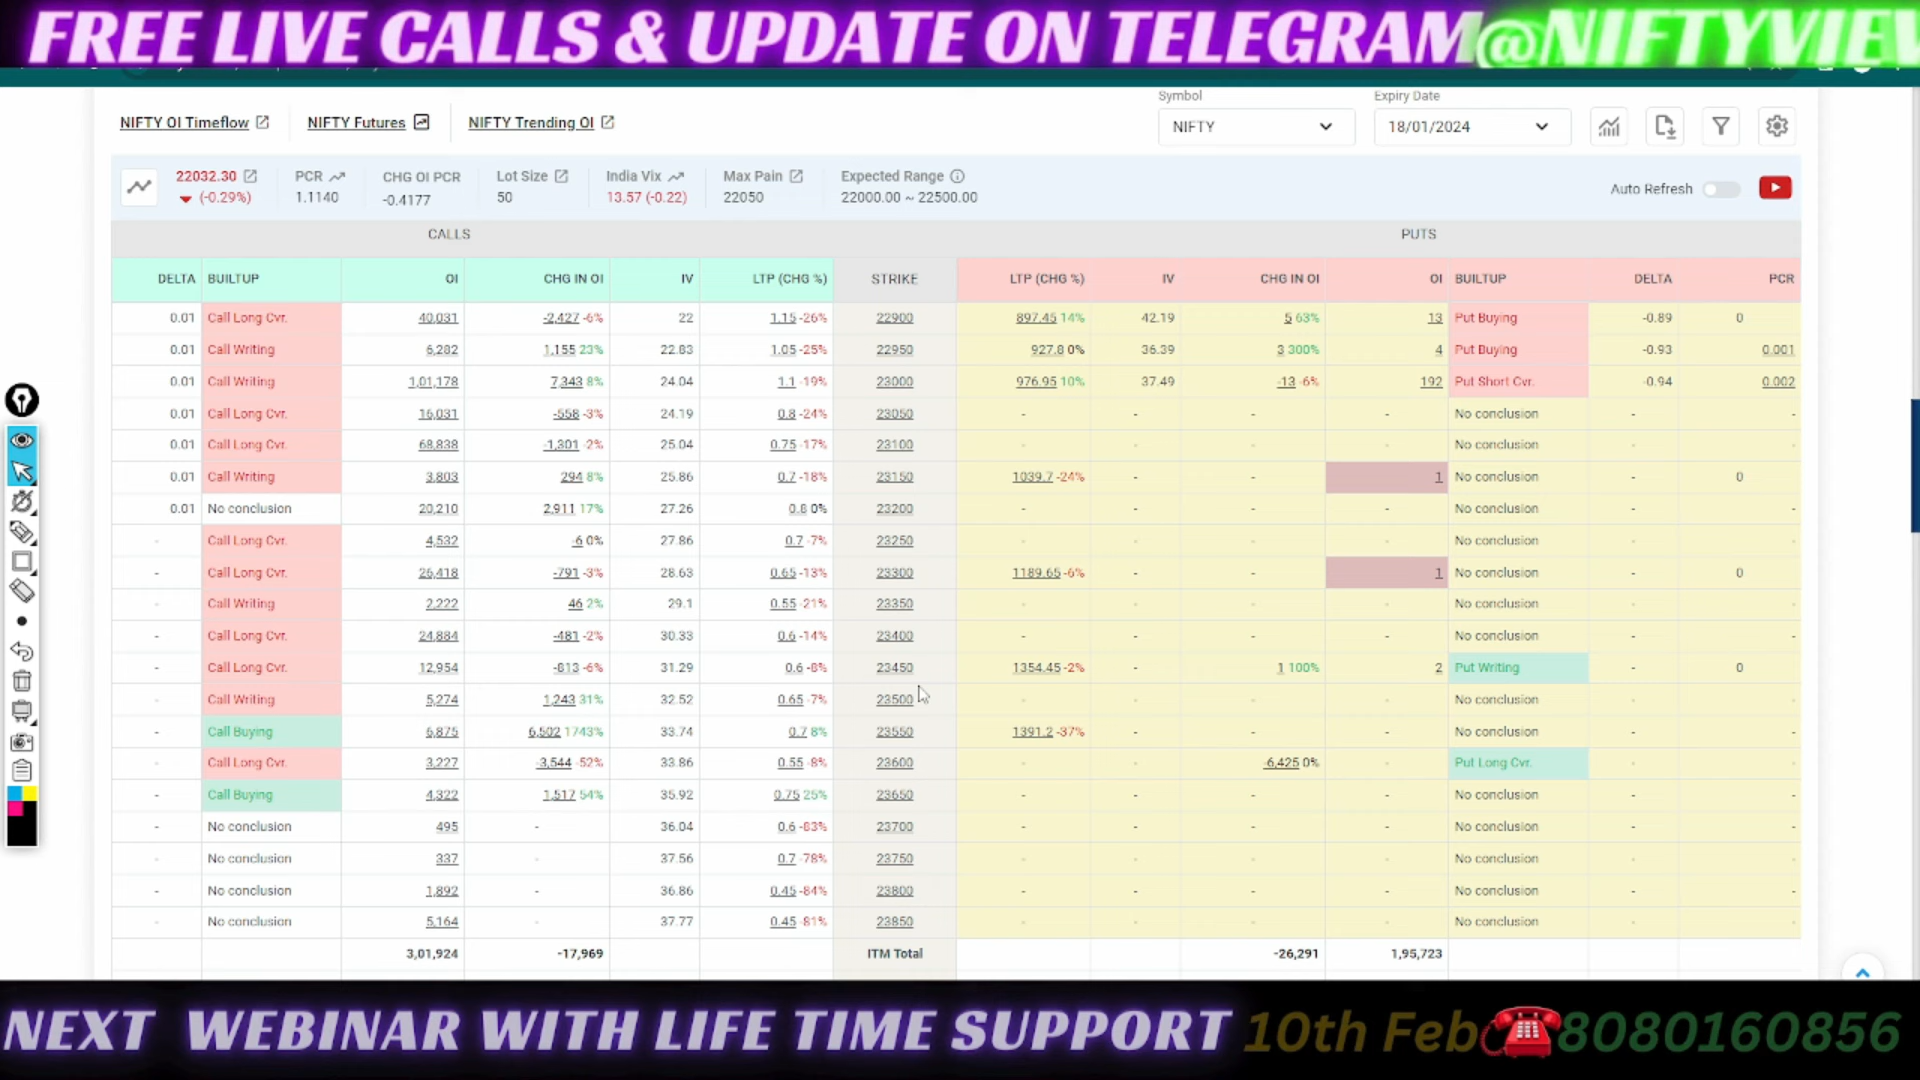 FREE LIVE CALLS & UPDATE ON TELEGRAM@NIFTYVIEW
Symbol Expiry Date
NIFTY OI Timeflow NIFTY Futures NIFTY Trending OI NIFTY 18/01/2024
22032.30 PCR CHG OI PCR Lot Size India Vix Max Pain Expected Range Auto Refresh
(-0.29%) 1.1140 -0.4177 50 13.57 (-0.22) 22050 22000.00 ~ 22500.00
CALLS PUTS
DELTA BUILTUP OI CHG IN OI IV LTP (CHG %) STRIKE LTP (CHG %) IV CHG IN OI OI BUILTUP DELTA PCR
0.01 Call Long Cvr. 40,031 -2,427 -6% 22 1.15 -26% 22900 897.45 14% 42.19 5 63% 13 Put Buying -0.89 0
0.01 Call Writing 6,282 1,155 23% 22.83 1.05 -25% 22950 927.8 0% 36.39 3 300% 4 Put Buying -0.93 0.001
0.01 Call Writing 1,01,178 7,343 8% 24.04 1.1 -19% 23000 976.95 10% 37.49 -13 -6% 192 Put Short Cvr. -0.94 0.002
0.01 Call Long Cvr. 16,031 -558 -3% 24.19 0.8 -24% 23050 - - - - No conclusion - -
0.01 Call Long Cvr. 68,838 -1,301 -2% 25.04 0.75 -17% 23100 - - - - No conclusion - -
0.01 Call Writing 3,803 294 8% 25.86 0.7 -18% 23150 1039.7 -24% - - 1 No conclusion - 0
0.01 No conclusion 20,210 2,911 17% 27.26 0.8 0% 23200 - - - - No conclusion - -
- Call Long Cvr. 4,532 -6 0% 27.86 0.7 -7% 23250 - - - - No conclusion - -
- Call Long Cvr. 26,418 -791 -3% 28.63 0.65 -13% 23300 1189.65 -6% - - 1 No conclusion - 0
- Call Writing 2,222 46 2% 29.1 0.55 -21% 23350 - - - - No conclusion - -
- Call Long Cvr. 24,884 -481 -2% 30.33 0.6 -14% 23400 - - - - No conclusion - -
- Call Long Cvr. 12,954 -813 -6% 31.29 0.6 -8% 23450 1354.45 -2% - 1 100% 2 Put Writing - 0
- Call Writing 5,274 1,243 31% 32.52 0.65 -7% 23500 - - - - No conclusion - -
- Call Buying 6,875 6,502 1743% 33.74 0.7 8% 23550 1391.2 -37% - - - No conclusion - -
- Call Long Cvr. 3,227 -3,544 -52% 33.86 0.55 -8% 23600 - - -6,425 0% - Put Long Cvr. - -
- Call Buying 4,322 1,517 54% 35.92 0.75 25% 23650 - - - - No conclusion - -
- No conclusion 495 - 36.04 0.6 -83% 23700 - - - - No conclusion - -
- No conclusion 337 - 37.56 0.7 -78% 23750 - - - - No conclusion - -
- No conclusion 1,892 - 36.86 0.45 -84% 23800 - - - - No conclusion - -
- No conclusion 5,164 - 37.77 0.45 -81% 23850 - - - - No conclusion - -
3,01,924 -17,969 ITM Total -26,291 1,95,723
NEXT WEBINAR WITH LIFE TIME SUPPORT 10th Feb 8080160856